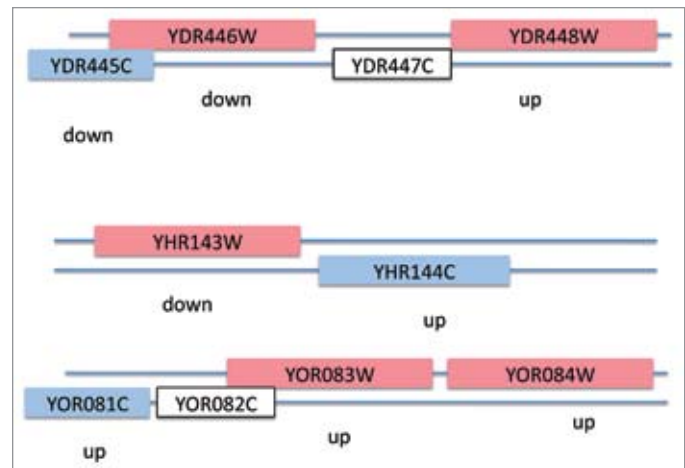 YDR446W YDR448W
YDR445C YDR447C
down up
down
YHR143W
YHR144C
down
up
YOR083W YOR084W
YOR081C YOR082C
up up up